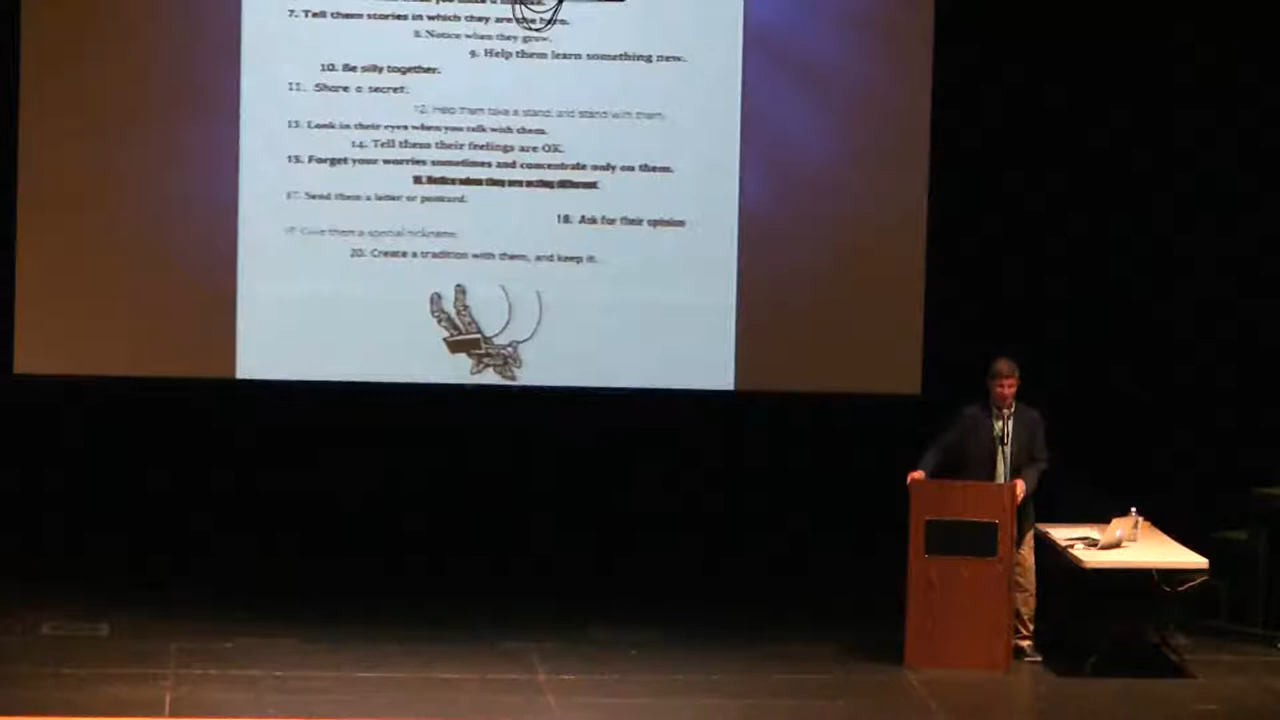 7. Tell them stories in which they are the hero.
8. Notice when they grow.
9. Help them learn something new.
10. Be silly together.
11. Share a secret.
12. Help them take a stand, and stand with them.
13. Look in their eyes when you talk with them.
14. Tell them their feelings are OK.
15. Forget your worries sometimes and concentrate only on them.
16. Notice when they are acting different.
17. Send them a letter or postcard.
18. Ask for their opinion
19. Give them a special nickname.
20. Create a tradition with them, and keep it.